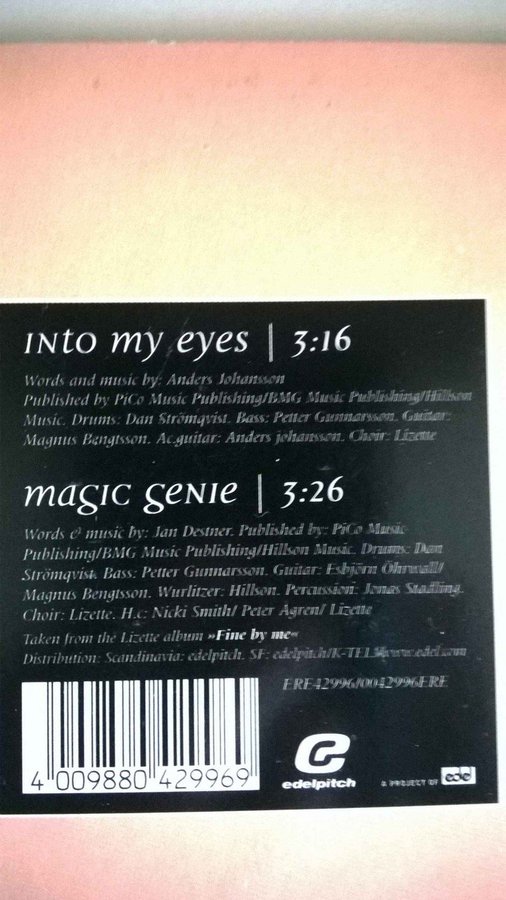 INto my eyes | 3:16
Words and music by: Anders Johansson
Published by PiCo Music Publishing/BMG Music Publishing/Hillson
Music. Drums: Dan Strömqvist. Bass: Petter Gunnarsson. Guitar:
Magnus Bengtsson. Ac.guitar: Anders johansson. Choir: Lizette
magic genie | 3:26
Words & music by: Jan Destner. Published by: PiCo Music
Publishing/BMG Music Publishing/Hillson Music. Drums: Dan
Strömqvist. Bass: Petter Gunnarsson. Guitar: Esbjörn Öhrwall/
Magnus Bengtsson. Wurlitzer: Hillson. Percussion: Jonas Stadling.
Choir: Lizette. H.c: Nicki Smith/ Peter Ågren/ Lizette
Taken from the Lizette album »Fine by me«
Distribution: Scandinavia: edelpitch. SF: edelpitch/K-TEL www.edel.com
ERE42996/0042996ERE
4 009880 429969
edelpitch
A PROJECT OF edel